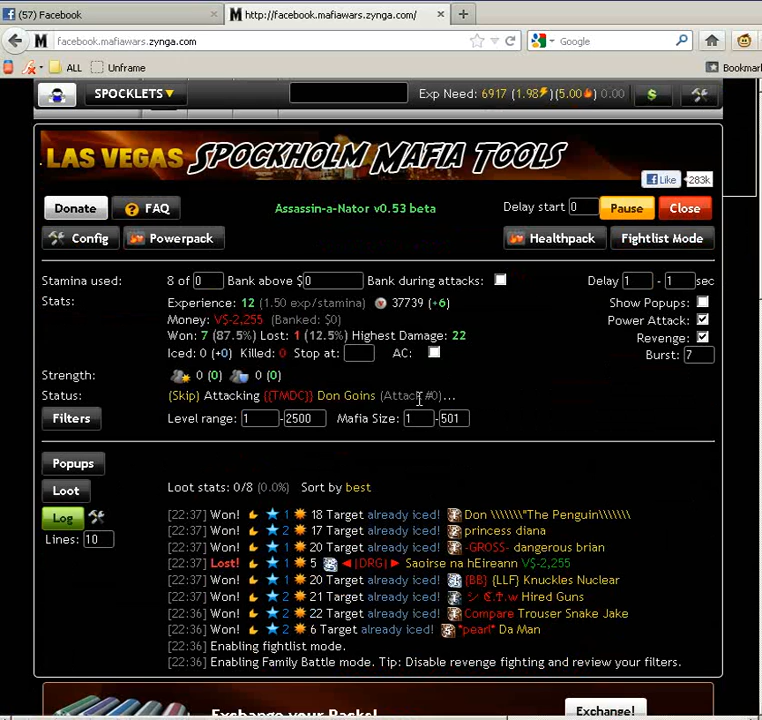 (5) Facebook
M http://facebook.mafiawars.zynga.com/
facebook.mafiawars.zynga.com
Google
ALL Unframe
Bookmar
SPOCKLETS▼
Exp Need: 6917 (1.98 )(5.00 ) 0.00
$
LAS VEGAS SPOCKHOLM MAFIA TOOLS
Like 283k
Donate
FAQ
Assassin-a-Nator v0.53 beta
Delay start 0
Pause
Close
Config
Powerpack
Healthpack
Fightlist Mode
Stamina used: 8 of 0 Bank above $0 Bank during attacks: Delay 1 - 1 sec
Stats: Experience: 12 (1.50 exp/stamina) 37739 (+6) Show Popups:
Money: V$-2,255 (Banked: $0) Power Attack:
Won: 7 (87.5%) Lost: 1 (12.5%) Highest Damage: 22 Revenge:
Iced: 0 (+0) Killed: 0 Stop at: AC: Burst: 7
Strength: 0 (0) 0 (0)
Status: (Skip) Attacking {{TMDC}} Don Goins (Attack #0)...
Filters Level range: 1 -2500 Mafia Size: 1 -501
Popups
Loot Loot stats: 0/8 (0.0%) Sort by best
Log
Lines: 10
[22:37] Won! 1 18 Target already iced! Don \\\\\\\"The Penguin\\\\\\\
[22:37] Won! 2 17 Target already iced! princess diana
[22:37] Won! 1 20 Target already iced! -GROSS- dangerous brian
[22:37] Lost! 1 5 ◄|DRG|► Saoirse na hEireann V$-2,255
[22:37] Won! 1 20 Target already iced! {BB} {LLF} Knuckles Nuclear
[22:36] Won! 2 21 Target already iced! Hired Guns
[22:36] Won! 2 22 Target already iced! Compare Trouser Snake Jake
[22:36] Won! 2 6 Target already iced! *pearl* Da Man
[22:36] Enabling fightlist mode.
[22:36] Enabling Family Battle mode. Tip: Disable revenge fighting and review your filters.
Exchange your Packs!
Exchange!